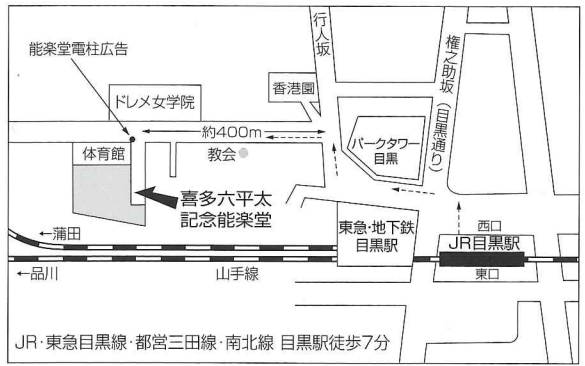 能楽堂電柱広告
行人坂
権之助坂
(目黒通り)
香港園
ドレメ女学院
約400m
パークタワー
目黒
体育館
教会
喜多六平太
記念能楽堂
東急・地下鉄
目黒駅
西口
JR目黒駅
東口
←蒲田
←品川
山手線
JR・東急目黒線・都営三田線・南北線 目黒駅徒歩7分